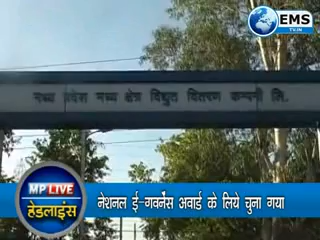 EMS
TV.IN
मध्य प्रदेश मध्य क्षेत्र विद्युत वितरण कम्पनी लि.
MP LIVE
हेडलाइंस
नेशनल ई-गवर्नेंस अवार्ड के लिये चुना गया